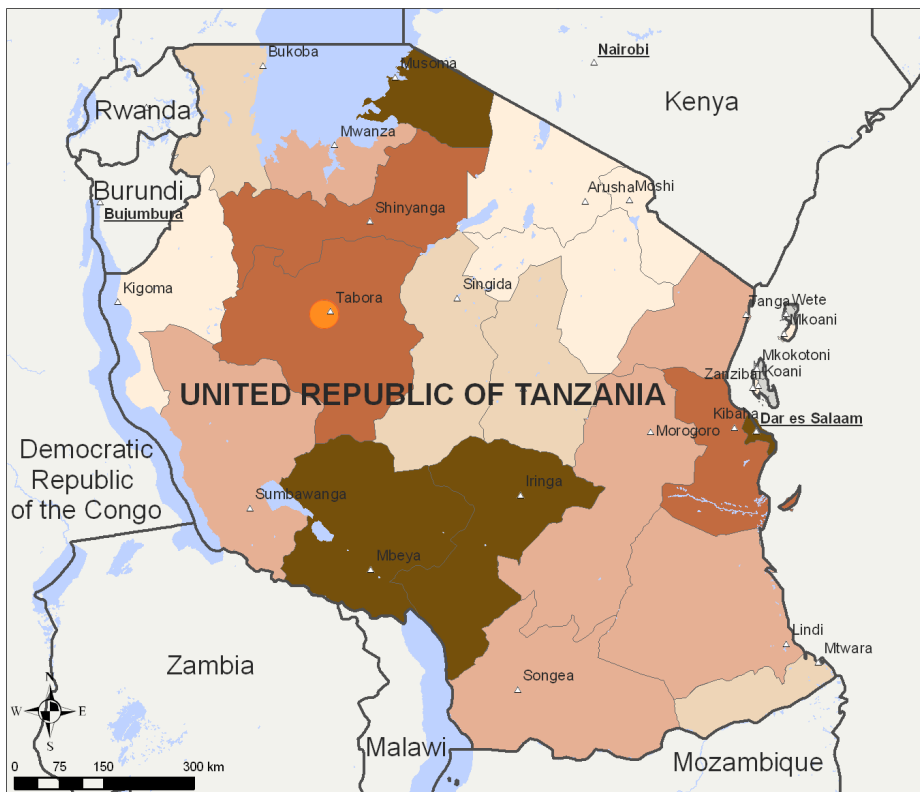 Bukoba
Musoma
Nairobi
Rwanda
Kenya
Mwanza
Burundi
Bujumbura
Arusha
Moshi
Shinyanga
Kigoma
Singida
Tabora
Tanga
Wete
Mkoani
Mkokotoni
Zanzibar
Koani
UNITED REPUBLIC OF TANZANIA
Kibaha
Dar es Salaam
Morogoro
Democratic
Republic
of the Congo
Iringa
Sumbawanga
Mbeya
Lindi
Mtwara
Zambia
Songea
N
W
E
S
Malawi
Mozambique
0 75 150 300 km